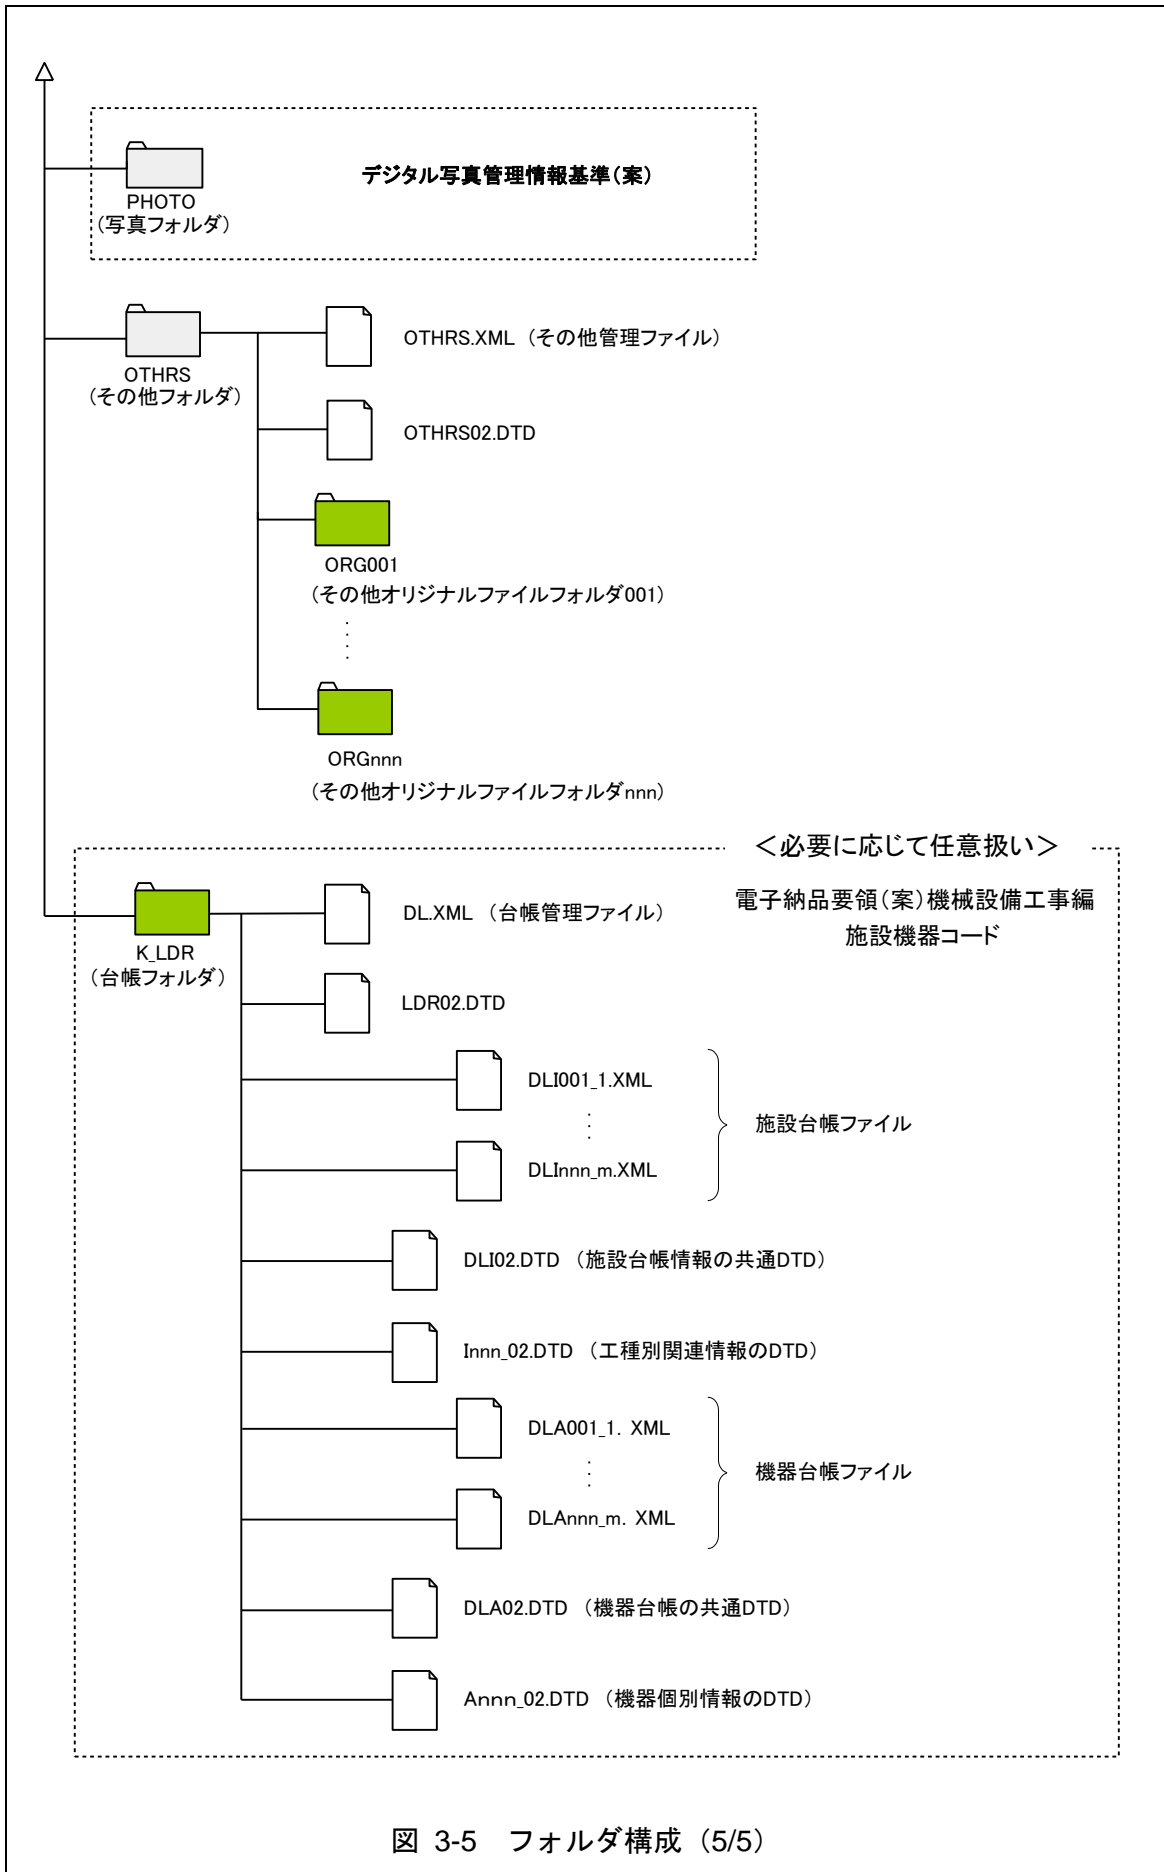 デジタル写真管理情報基準(案)
PHOTO
(写真フォルダ)
OTHRS.XML (その他管理ファイル)
OTHRS
(その他フォルダ)
OTHRS02.DTD
ORG001
(その他オリジナルファイルフォルダ001)
ORGnnn
(その他オリジナルファイルフォルダnnn)
<必要に応じて任意扱い>
電子納品要領(案)機械設備工事編
施設機器コード
DL.XML (台帳管理ファイル)
K_LDR
(台帳フォルダ)
LDR02.DTD
DLI001_1.XML
施設台帳ファイル
DLInnn_m.XML
DLI02.DTD (施設台帳情報の共通DTD)
Innn_02.DTD (工種別関連情報のDTD)
DLA001_1. XML
機器台帳ファイル
DLAnnn_m. XML
DLA02.DTD (機器台帳の共通DTD)
Annn_02.DTD (機器個別情報のDTD)
図 3-5 フォルダ構成 (5/5)